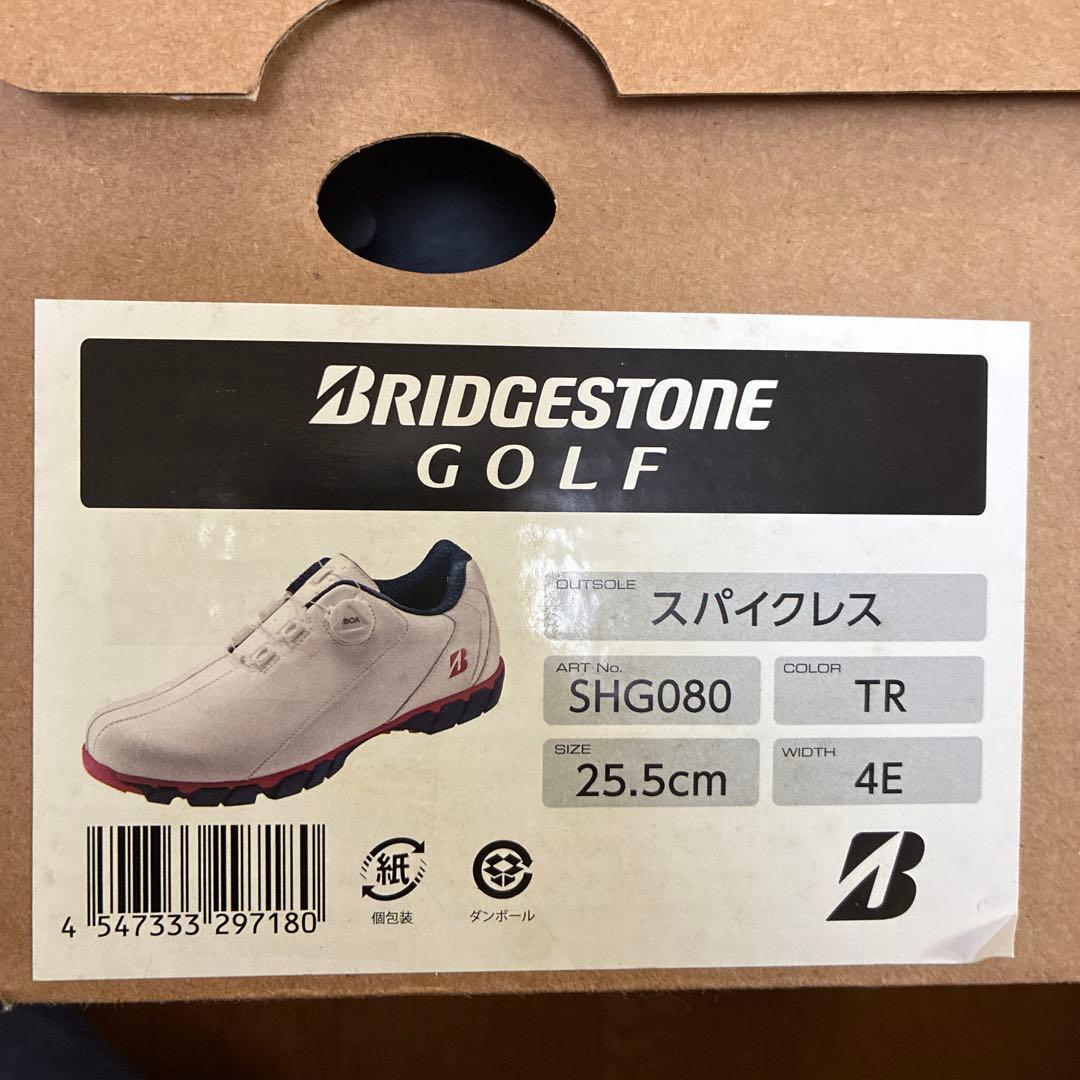 BRIDGESTONE
GOLF
BOA
OUTSOLE
スパイクレス
ART No.
SHG080
COLOR
TR
SIZE
25.5cm
WIDTH
4E
4 547333 297180
紙
個包装
ダンボール
B